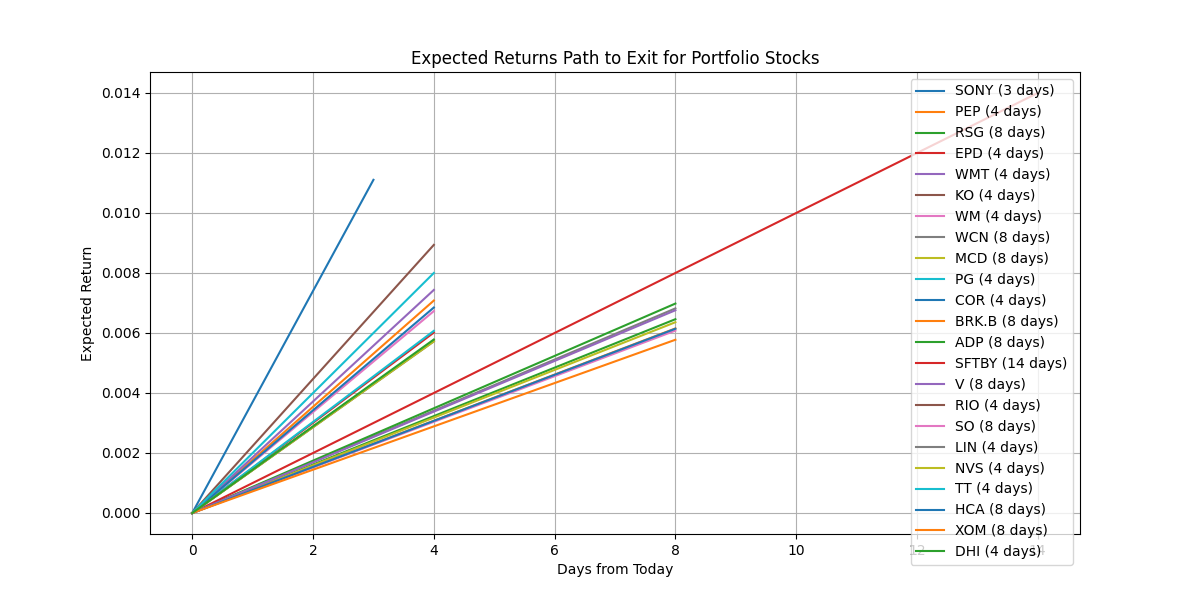 Expected Returns Path to Exit for Portfolio Stocks
Expected Return
0.014
0.012
0.010
0.008
0.006
0.004
0.002
0.000
0 2 4 6 8 10 12 14
Days from Today
SONY (3 days)
PEP (4 days)
RSG (8 days)
EPD (4 days)
WMT (4 days)
KO (4 days)
WM (4 days)
WCN (8 days)
MCD (8 days)
PG (4 days)
COR (4 days)
BRK.B (8 days)
ADP (8 days)
SFTBY (14 days)
V (8 days)
RIO (4 days)
SO (8 days)
LIN (4 days)
NVS (4 days)
TT (4 days)
HCA (8 days)
XOM (8 days)
DHI (4 days)